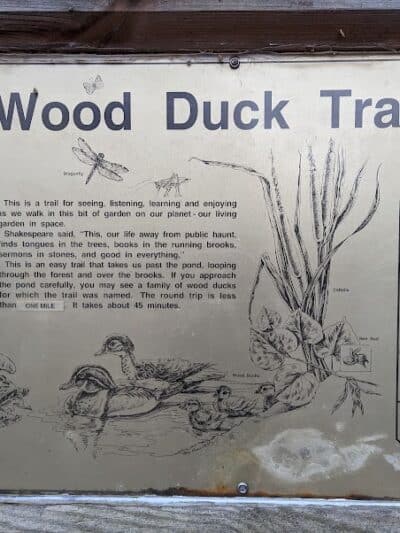 Wood Duck Tra
Dragonfly
This is a trail for seeing, listening, learning and enjoying
as we walk in this bit of garden on our planet - our living
garden in space.
Shakespeare said, "This, our life away from public haunt,
finds tongues in the trees, books in the running brooks,
sermons in stones, and good in everything."
This is an easy trail that takes us past the pond, looping
through the forest and over the brooks. If you approach
the pond carefully, you may see a family of wood ducks
for which the trail was named. The round trip is less
than ONE MILE. It takes about 45 minutes.
Cattails
Wood Ducks